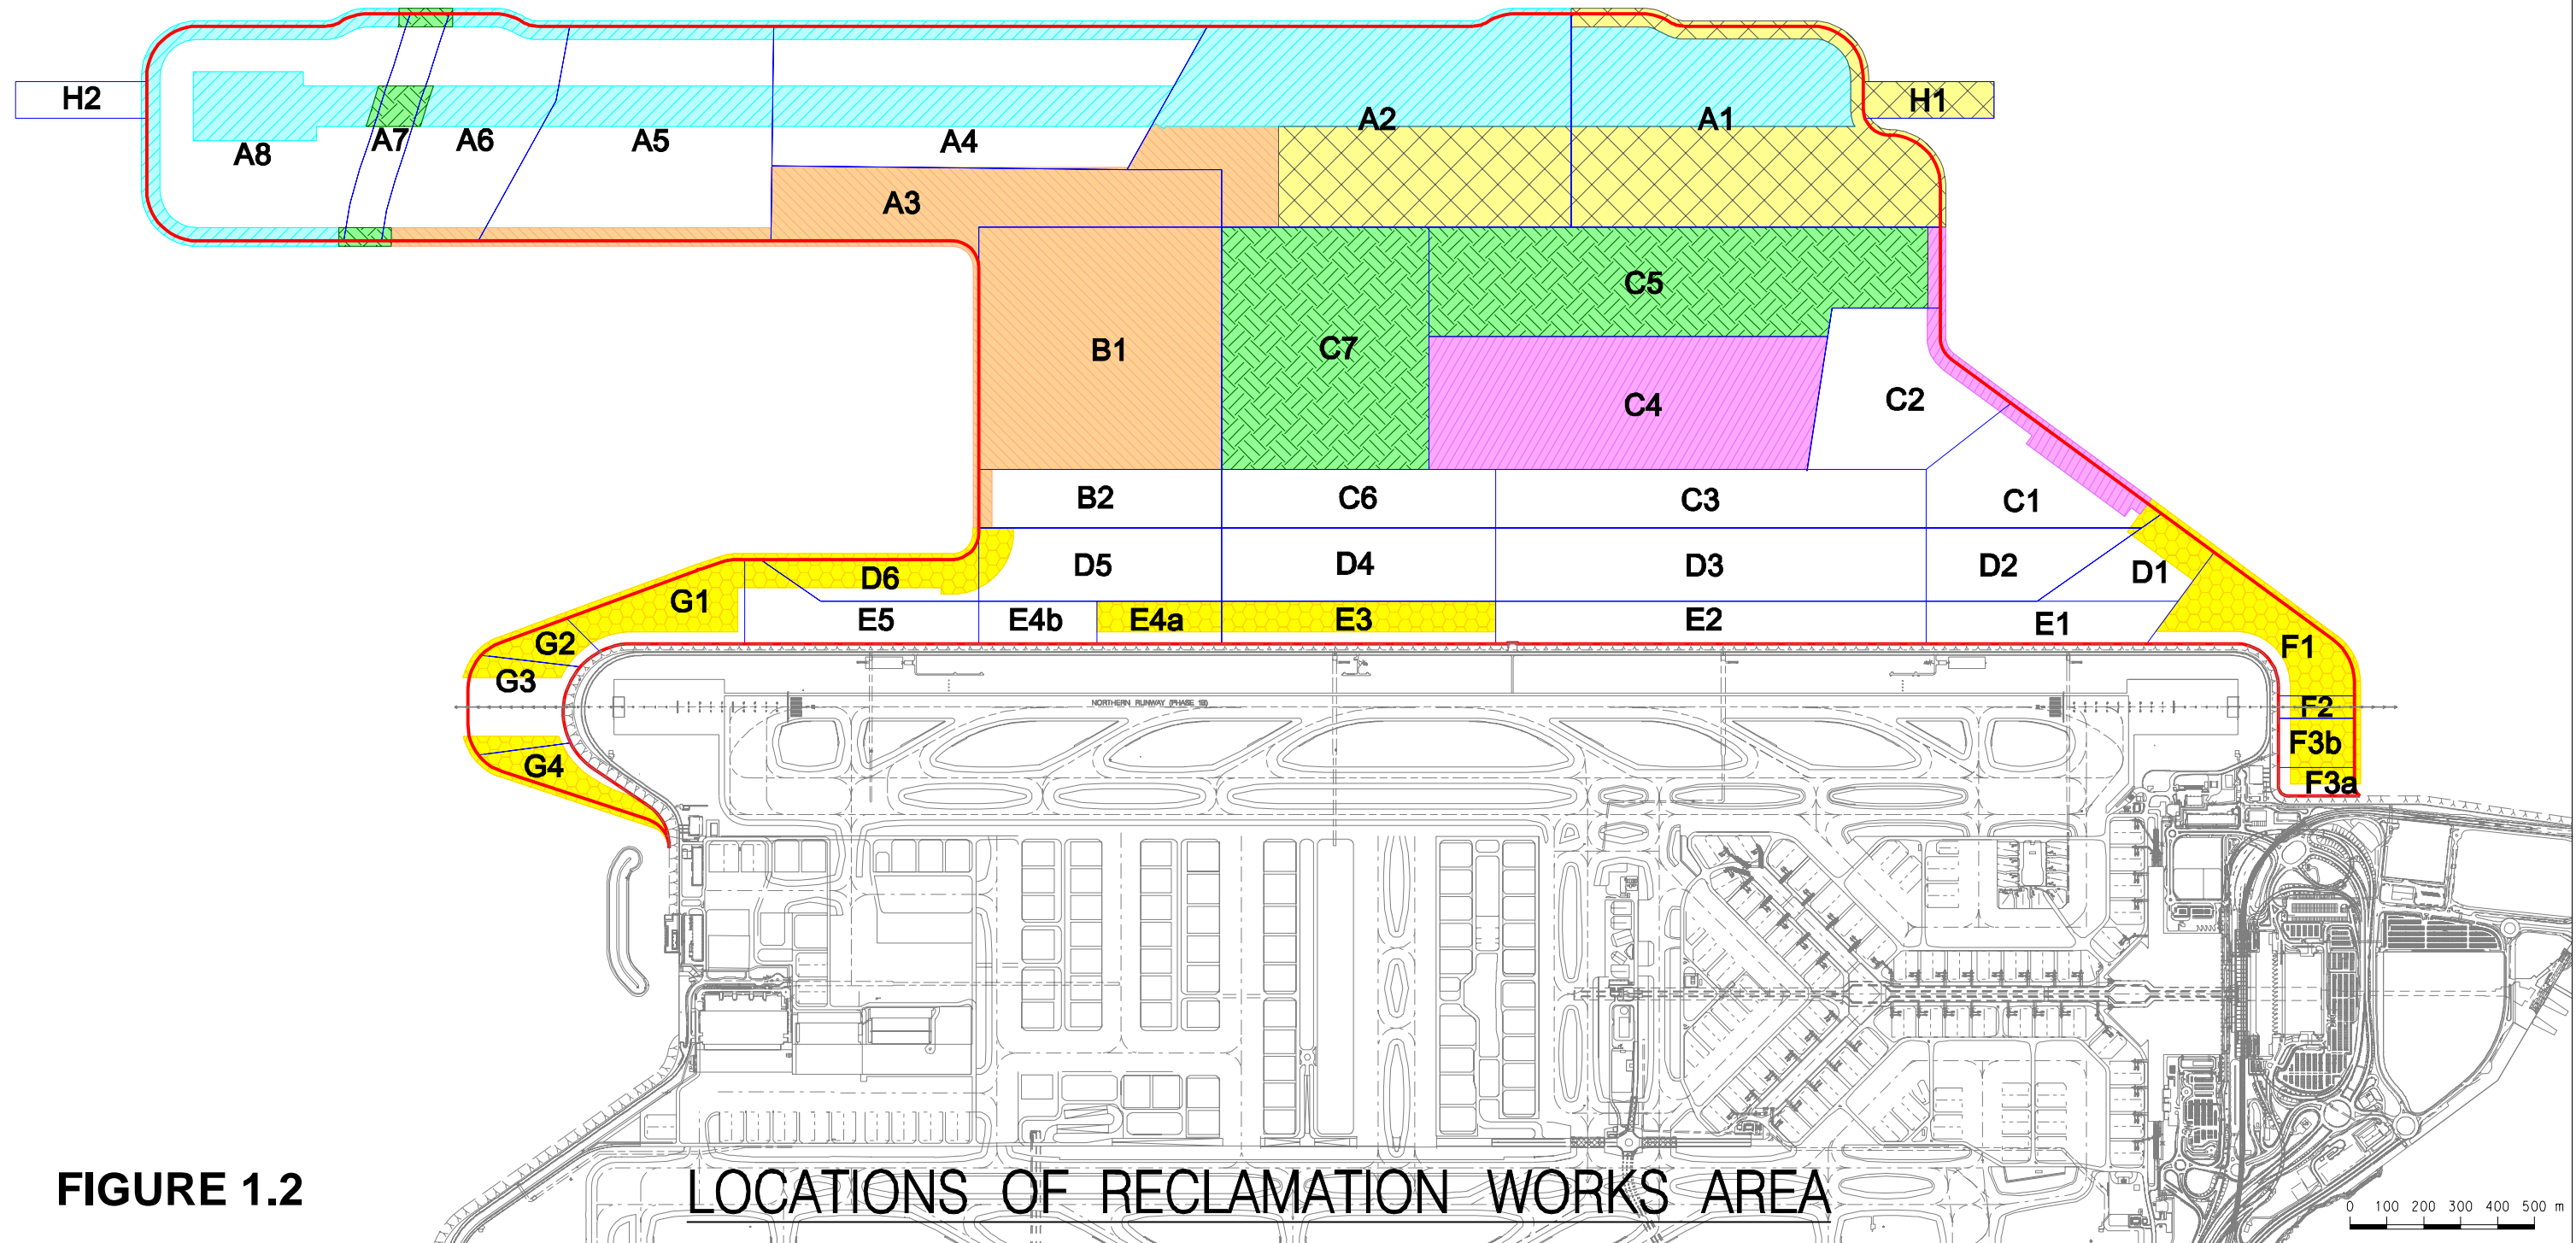 H2
A8
A7
A6
A5
A4
A3
A2
A1
H1
B1
C7
C5
C4
C2
B2
C6
C3
C1
D6
D5
D4
D3
D2
D1
G1
G2
G3
G4
E5
E4b
E4a
E3
E2
E1
F1
F2
F3b
F3a
NORTHERN RUNWAY (PHASE 1B)
FIGURE 1.2
LOCATIONS OF RECLAMATION WORKS AREA
0 100 200 300 400 500 m